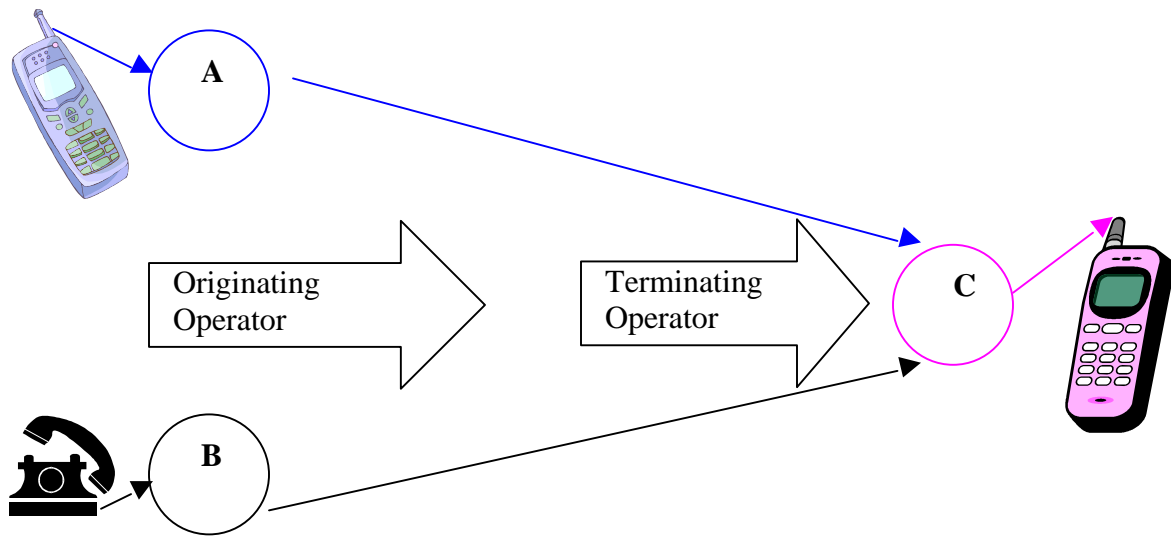 A
Originating
Operator
Terminating
Operator
C
B